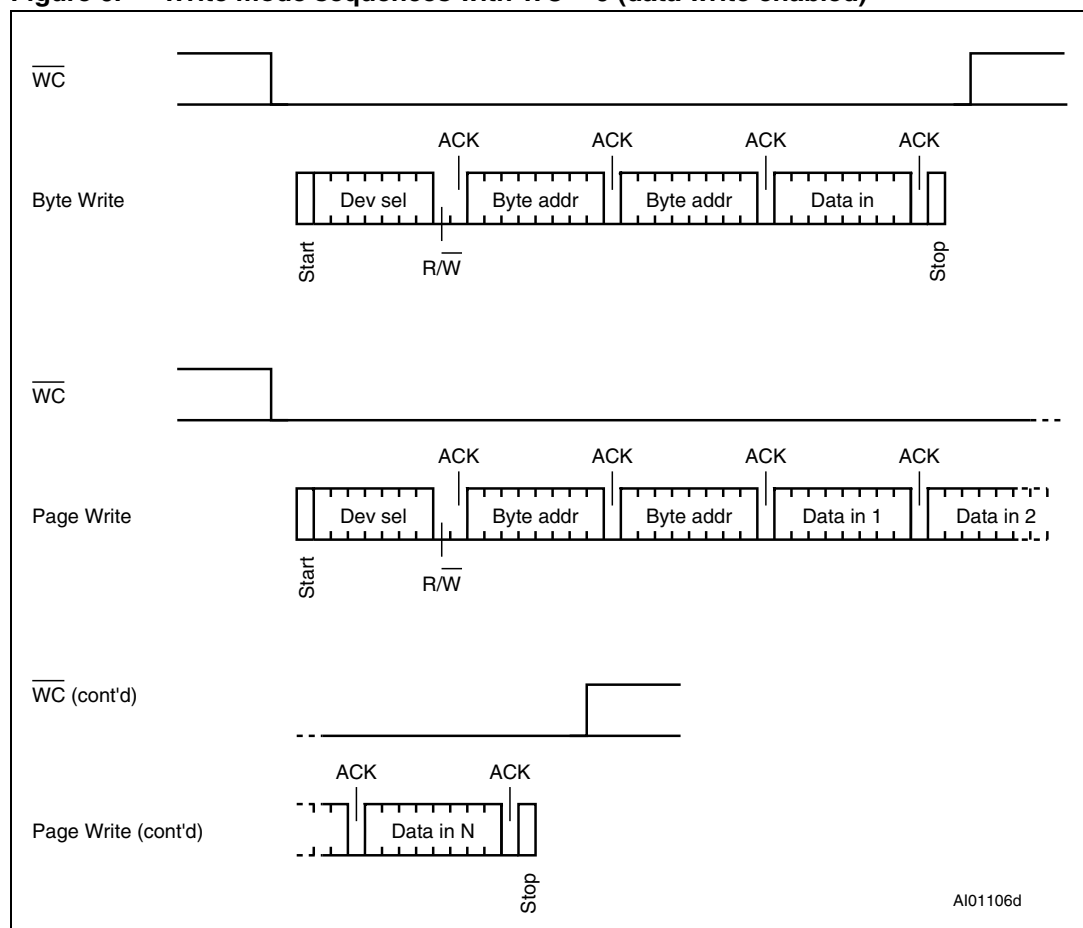 WC
ACK ACK ACK ACK
Byte Write Dev sel Byte addr Byte addr Data in
Start R/W Stop
WC
ACK ACK ACK ACK
Page Write Dev sel Byte addr Byte addr Data in 1 Data in 2
Start R/W
WC (cont'd)
ACK ACK
Page Write (cont'd) Data in N
Stop
AI01106d